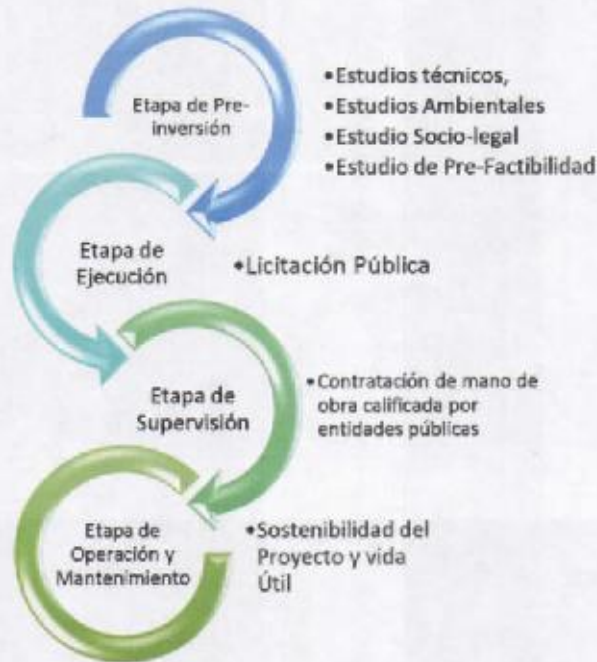 Etapa de Pre-
inversión
•Estudios técnicos,
•Estudios Ambientales
•Estudio Socio-legal
•Estudio de Pre-Factibilidad
Etapa de
Ejecución
•Licitación Pública
Etapa de
Supervisión
•Contratación de mano de
obra calificada por
entidades públicas
Etapa de
Operación y
Mantenimiento
•Sostenibilidad del
Proyecto y vida
Útil